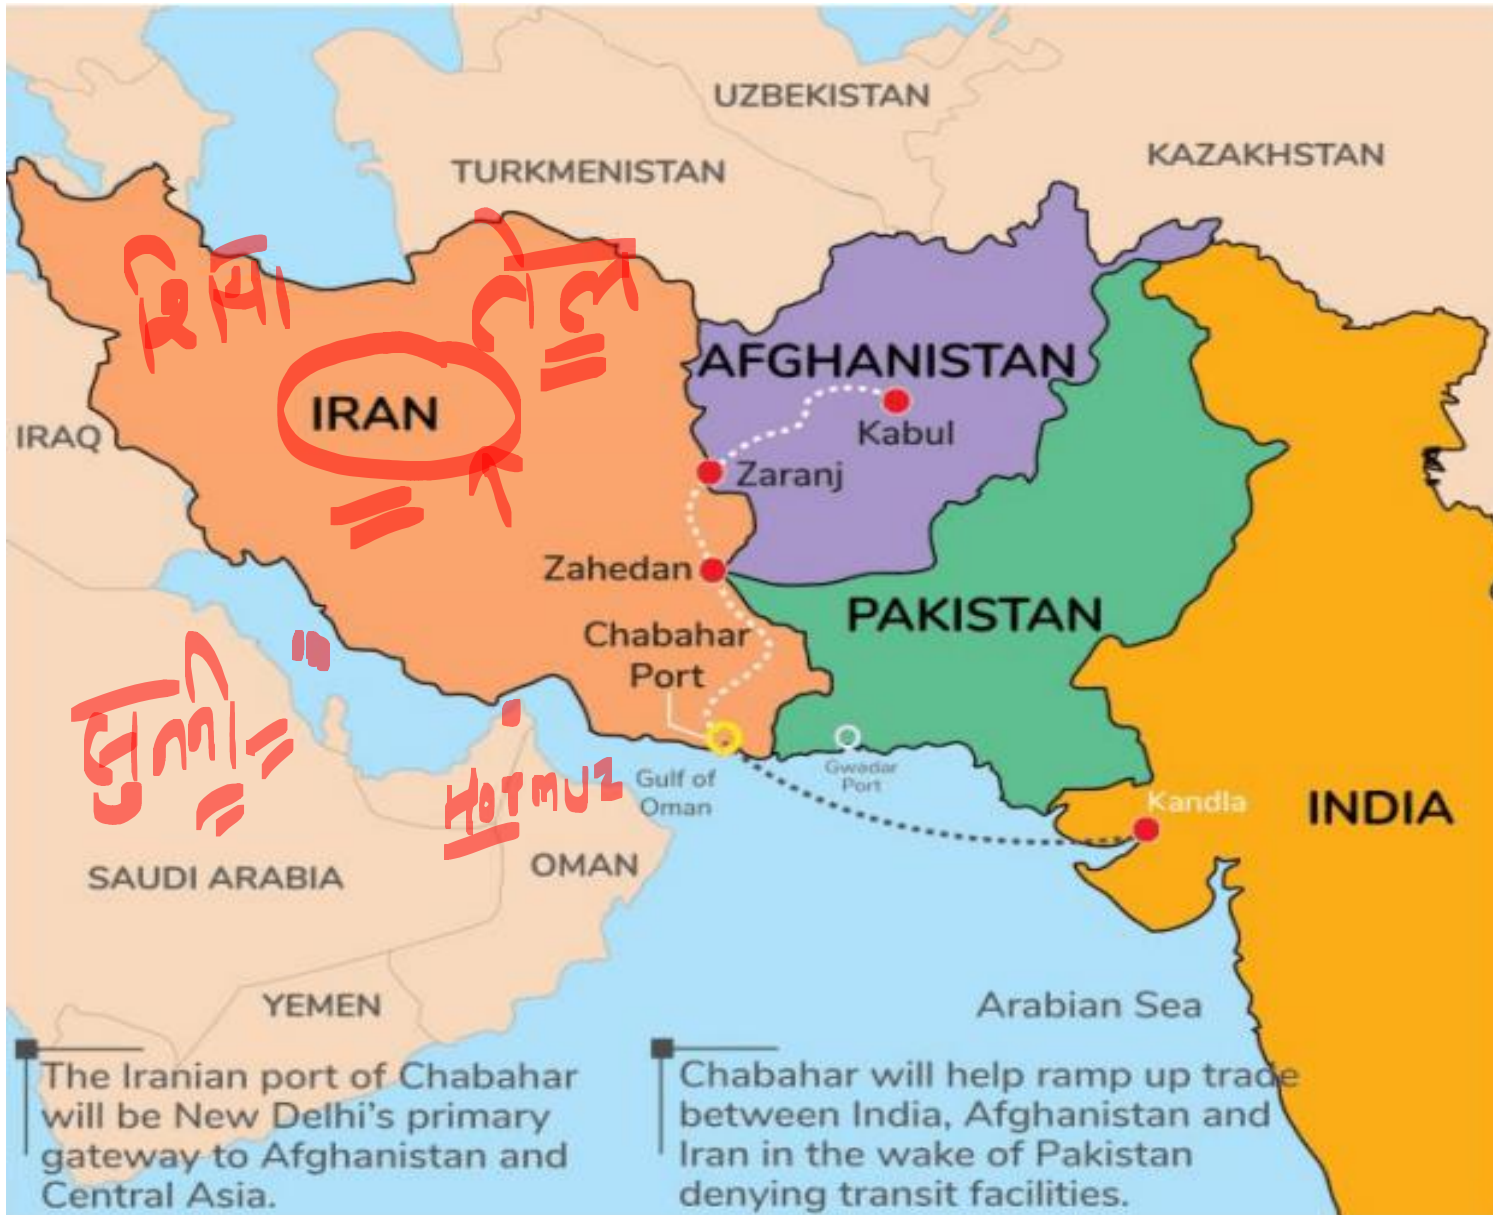 UZBEKISTAN
KAZAKHSTAN
TURKMENISTAN
शिया
AFGHANISTAN
IRAN
IRAQ
Kabul
Zaranj
Zahedan
PAKISTAN
Chabahar
Port
सुन्नी
Hormuz
Gulf of
Oman
Gwadar
Port
Kandla
INDIA
SAUDI ARABIA
OMAN
YEMEN
Arabian Sea
The Iranian port of Chabahar
will be New Delhi's primary
gateway to Afghanistan and
Central Asia.
Chabahar will help ramp up trade
between India, Afghanistan and
Iran in the wake of Pakistan
denying transit facilities.